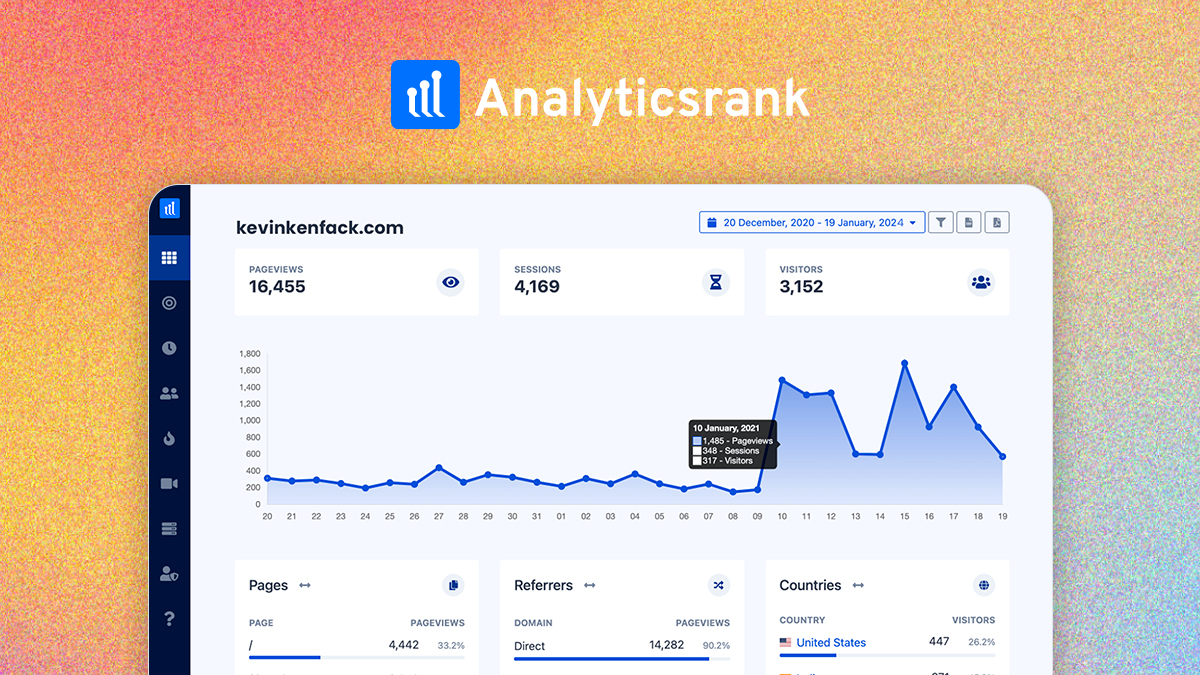 Analyticsrank
kevinkenfack.com
20 December, 2020 - 19 January, 2024
PAGEVIEWS
16,455
SESSIONS
4,169
VISITORS
3,152
1,800
1,600
1,400
1,200
1,000
800
600
400
200
0
10 January, 2021
1,485 - Pageviews
348 - Sessions
317 - Visitors
20 21 22 23 24 25 26 27 28 29 30 31 01 02 03 04 05 06 07 08 09 10 11 12 13 14 15 16 17 18 19
Pages
PAGE PAGEVIEWS
/ 4,442 33.2%
Referrers
DOMAIN PAGEVIEWS
Direct 14,282 90.2%
Countries
COUNTRY VISITORS
United States 447 26.2%
?